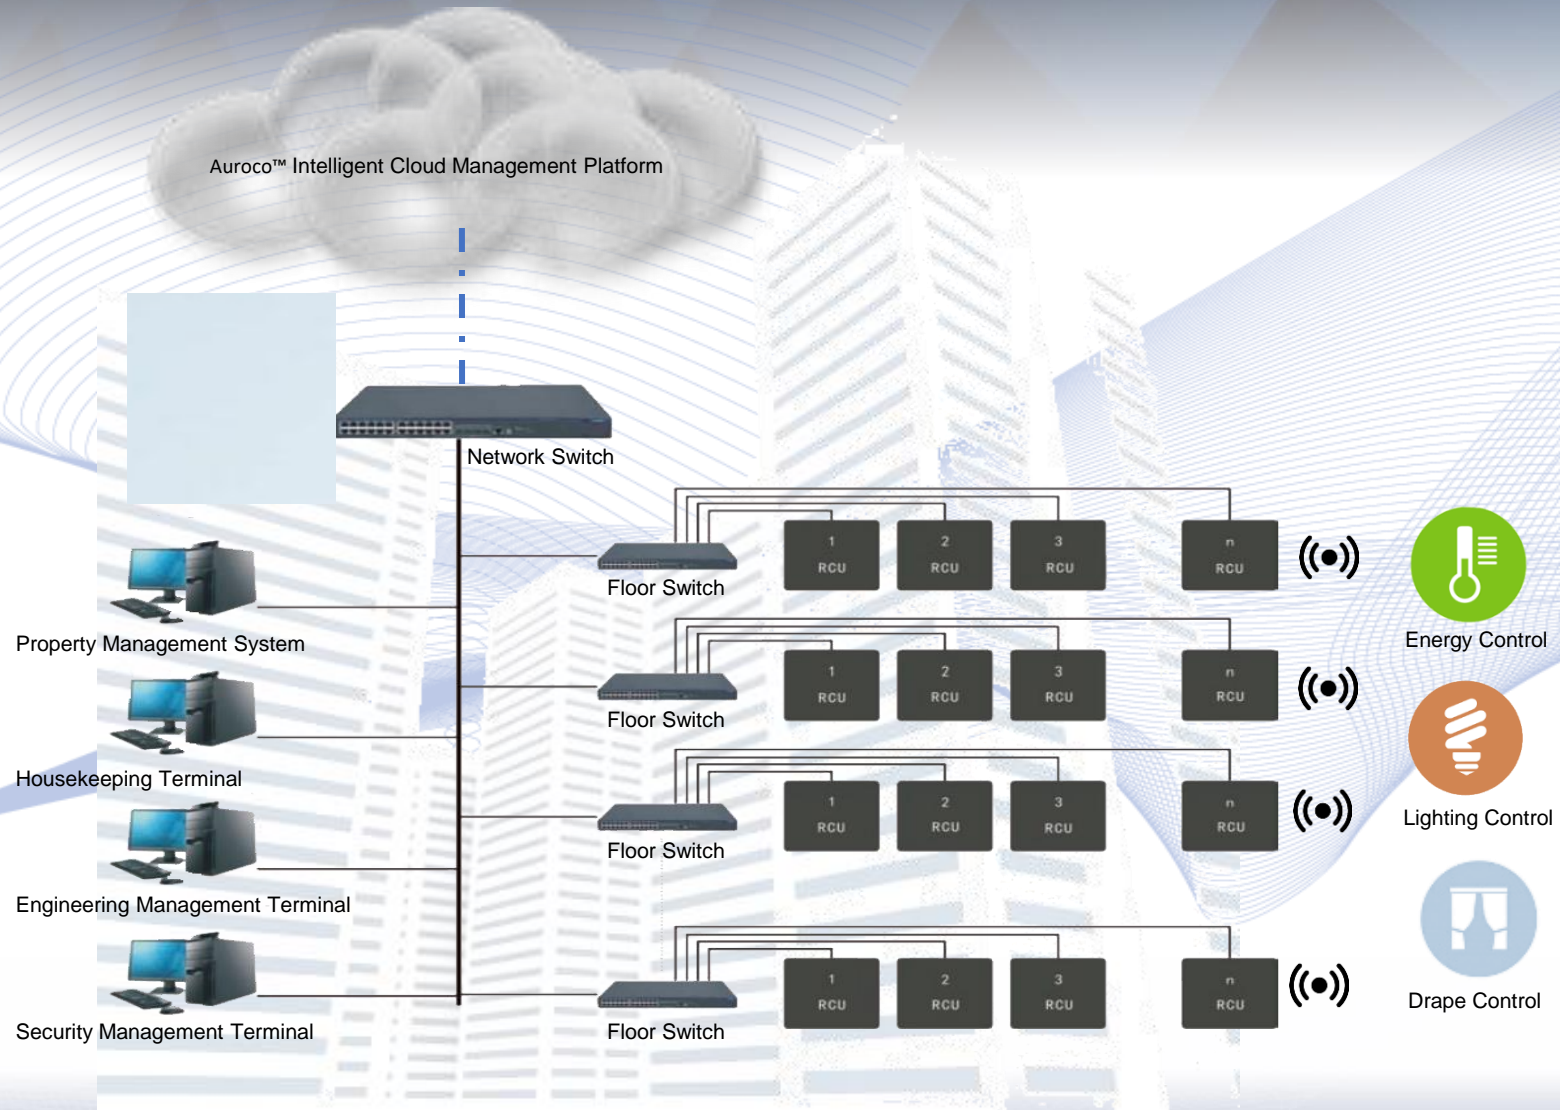 Auroco™ Intelligent Cloud Management Platform
Network Switch
1 RCU
2 RCU
3 RCU
n RCU
Floor Switch
Property Management System
Energy Control
1 RCU
2 RCU
3 RCU
n RCU
Floor Switch
Housekeeping Terminal
Lighting Control
1 RCU
2 RCU
3 RCU
n RCU
Floor Switch
Engineering Management Terminal
1 RCU
2 RCU
3 RCU
n RCU
Floor Switch
Security Management Terminal
Drape Control